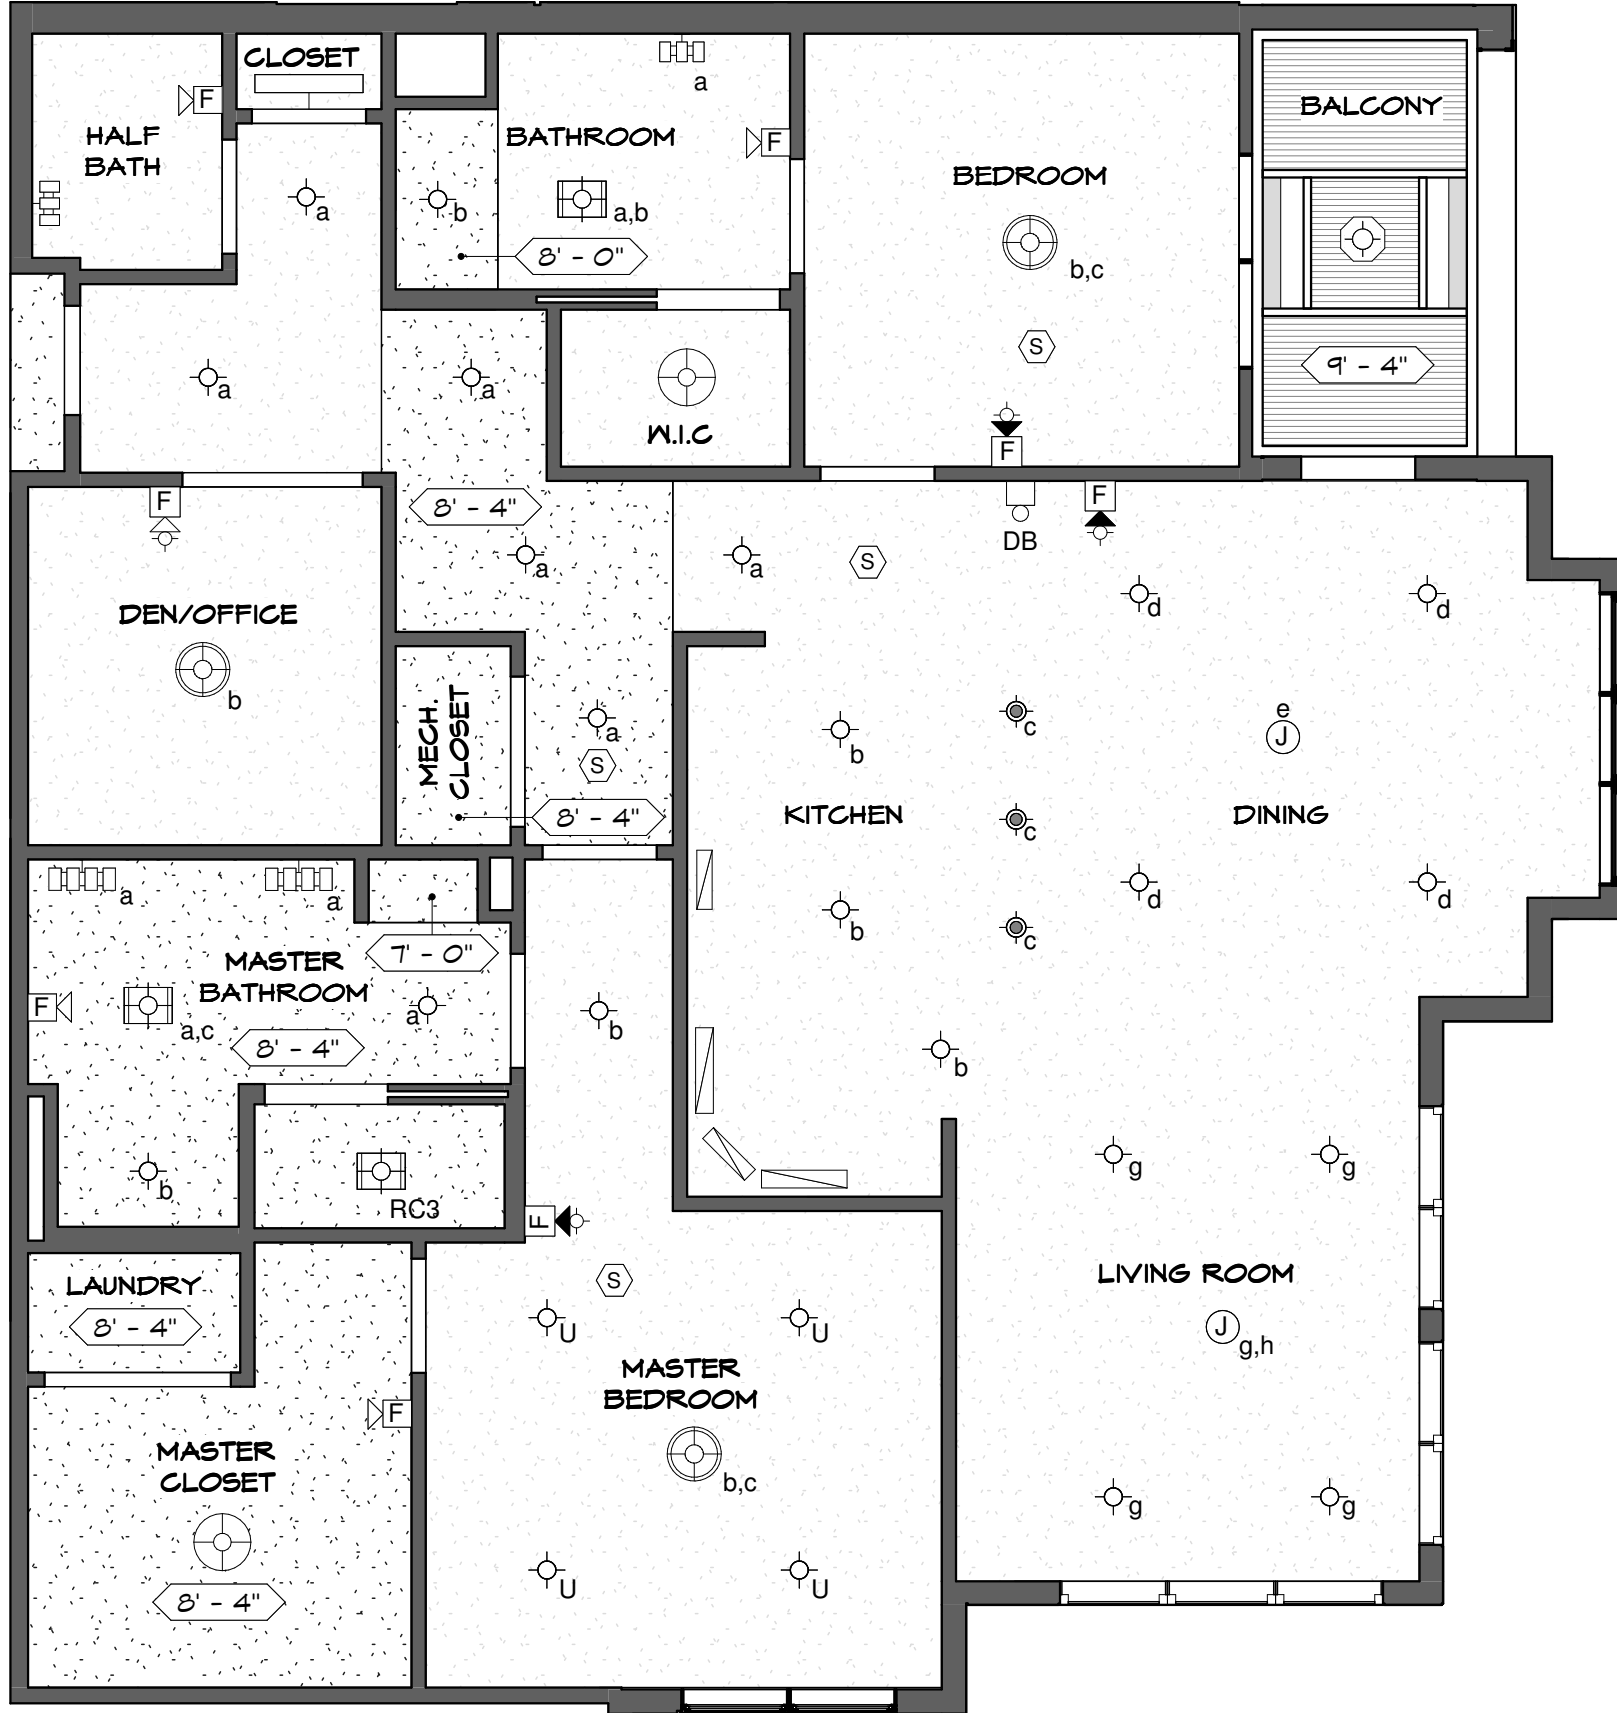 CLOSET
F
a
HALF
BATH
BATHROOM
F
BALCONY
BEDROOM
a
b
a,b
8' - 0"
b,c
S
9' - 4"
a
a
W.I.C
F
F
8' - 4"
F
DB
a
a
S
d
d
DEN/OFFICE
b
MECH.
CLOSET
a
S
b
c
e
J
8' - 4"
KITCHEN
c
DINING
a
a
d
d
b
c
7' - 0"
MASTER
BATHROOM
F
a,c
a
8' - 4"
b
b
b
RC3
g
g
F
S
LAUNDRY
8' - 4"
LIVING ROOM
J
g,h
U
U
MASTER
BEDROOM
F
MASTER
CLOSET
b,c
g
g
8' - 4"
U
U